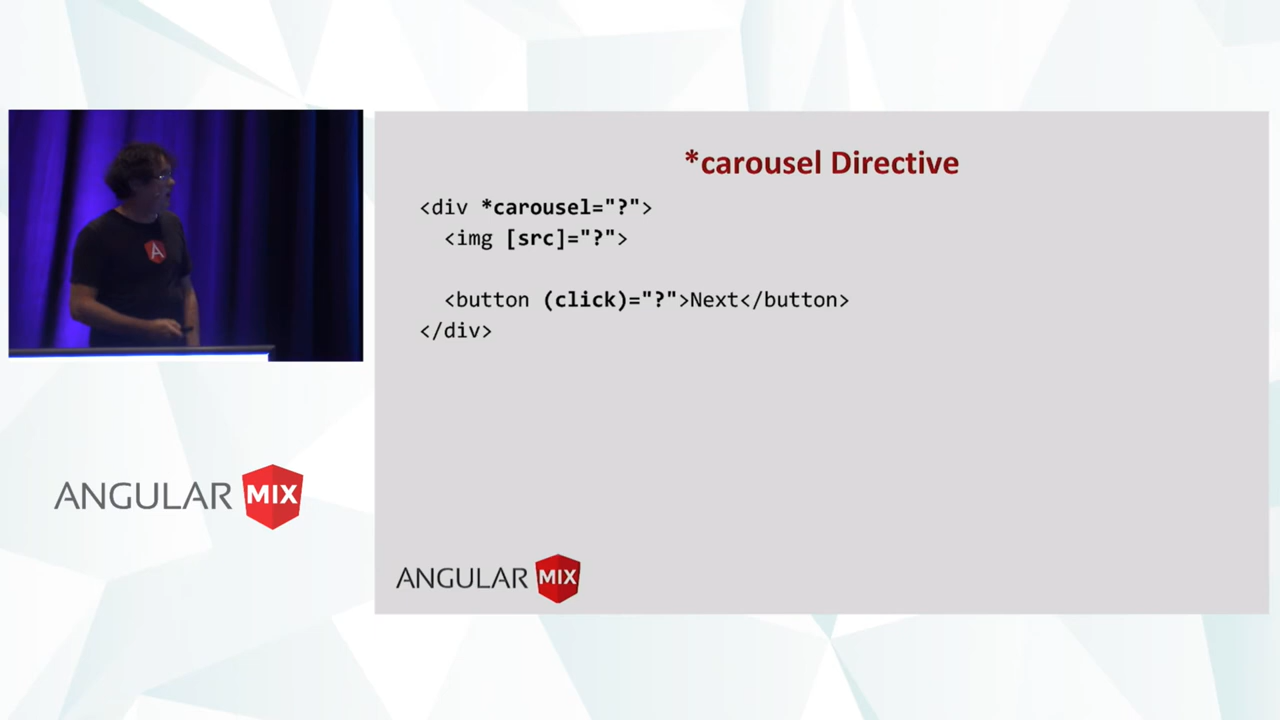 *carousel Directive
<div *carousel="?">
<img [src]="?">
<button (click)="?">Next</button>
</div>
A
ANGULAR MIX
ANGULAR MIX